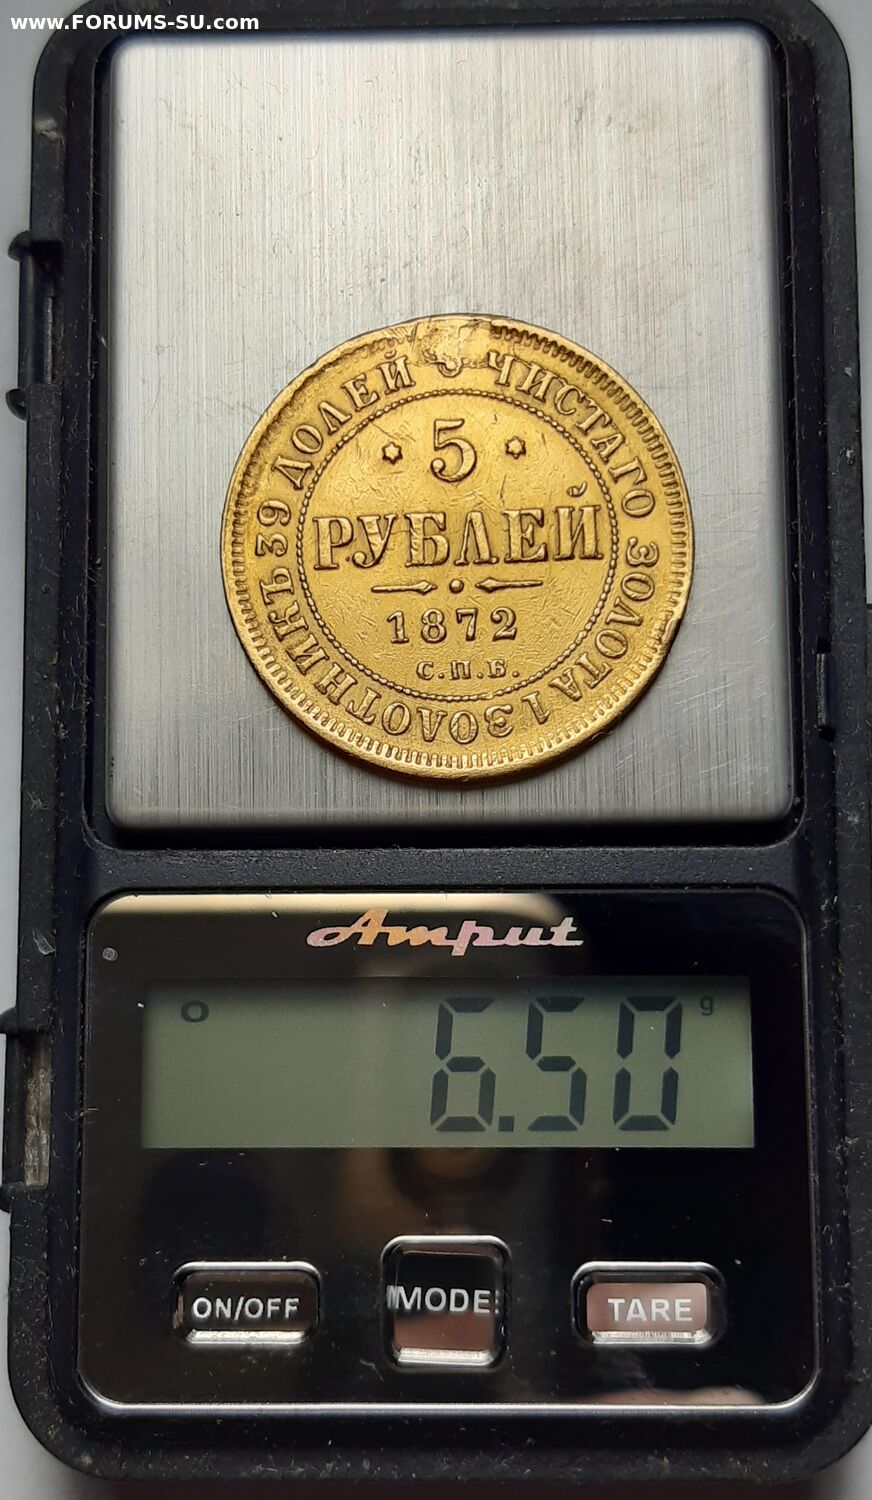 www.FORUMS-SU.com
ЧИСТАГО ЗОЛОТА 1 ЗОЛОТНИКЪ 39 ДОЛЕЙ
5
РУБЛЕЙ
1872
С.П.Б.
Amput
O 6.50 g
ON/OFF MODE TARE